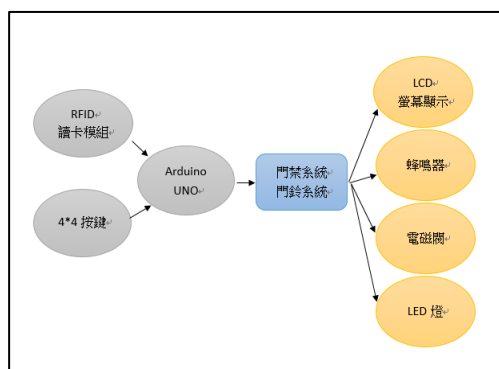 RFID
讀卡模組
4*4 按鍵
Arduino
UNO
門禁系統
門鈴系統
LCD
螢幕顯示
蜂鳴器
電磁閥
LED 燈